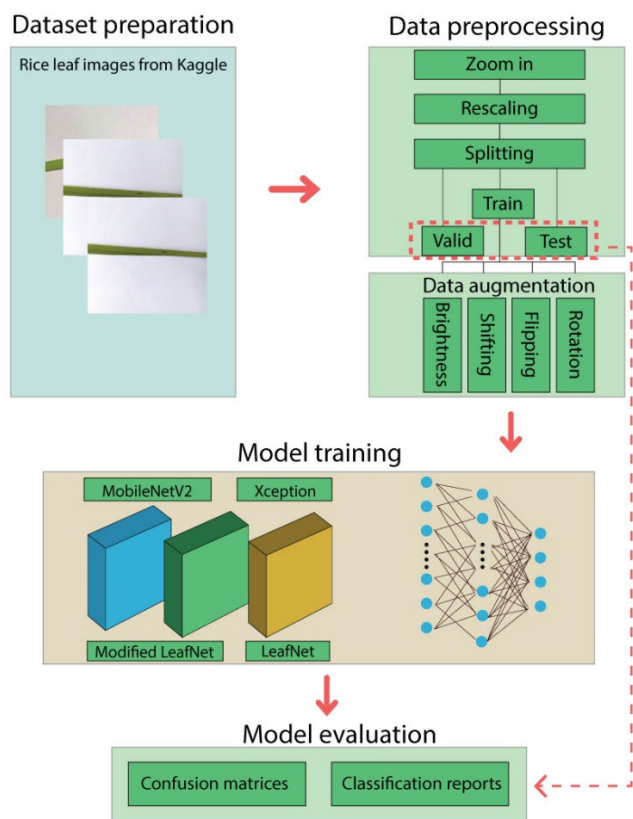 Dataset preparation
Rice leaf images from Kaggle
Data preprocessing
Zoom in
Rescaling
Splitting
Train
Valid
Test
Data augmentation
Brightness
Shifting
Flipping
Rotation
Model training
MobileNetV2
Xception
Modified LeafNet
LeafNet
Model evaluation
Confusion matrices
Classification reports